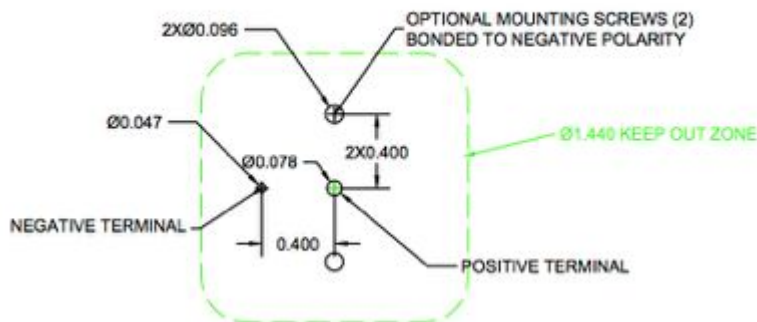 OPTIONAL MOUNTING SCREWS (2)
2XØ0.096
BONDED TO NEGATIVE POLARITY
Ø0.047
Ø1.440 KEEP OUT ZONE
2X0.400
Ø0.078
NEGATIVE TERMINAL
0.400
POSITIVE TERMINAL